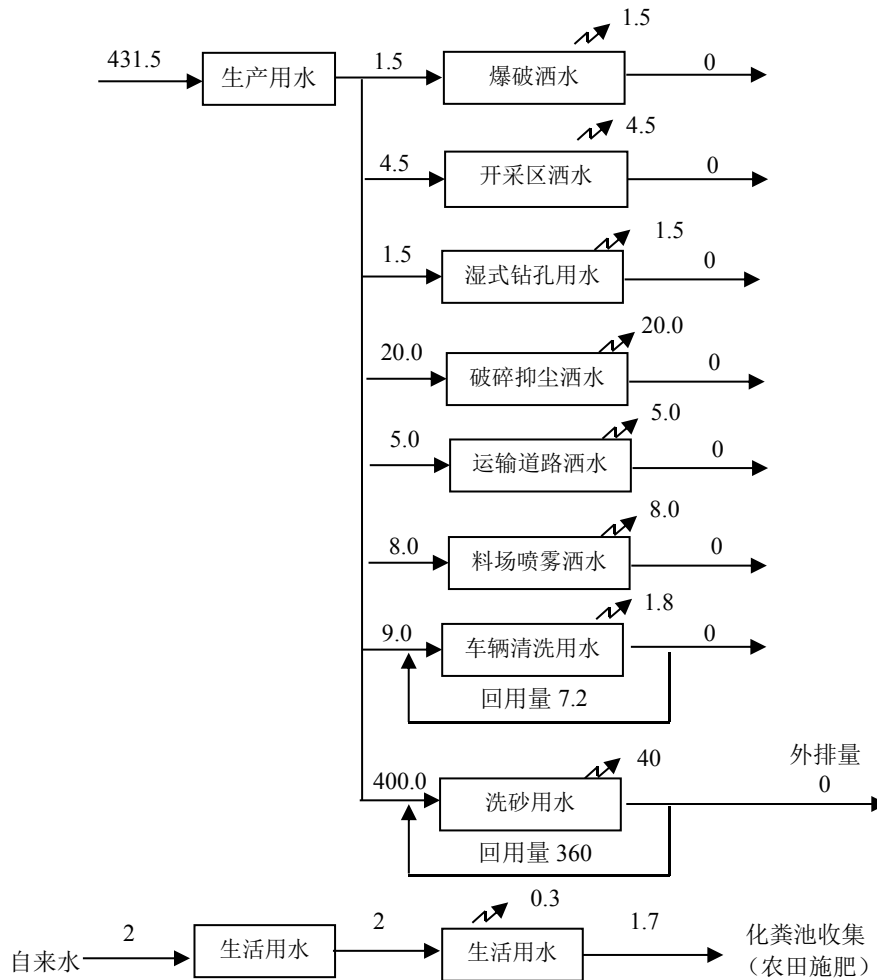 1.5
431.5
生产用水
1.5
爆破洒水
0
4.5
4.5
开采区洒水
0
1.5
1.5
湿式钻孔用水
0
20.0
20.0
破碎抑尘洒水
0
5.0
5.0
运输道路洒水
0
8.0
8.0
料场喷雾洒水
0
1.8
9.0
车辆清洗用水
0
回用量 7.2
40
外排量
0
400.0
洗砂用水
回用量 360
0.3
自来水
2
生活用水
2
生活用水
1.7
化粪池收集
（农田施肥）